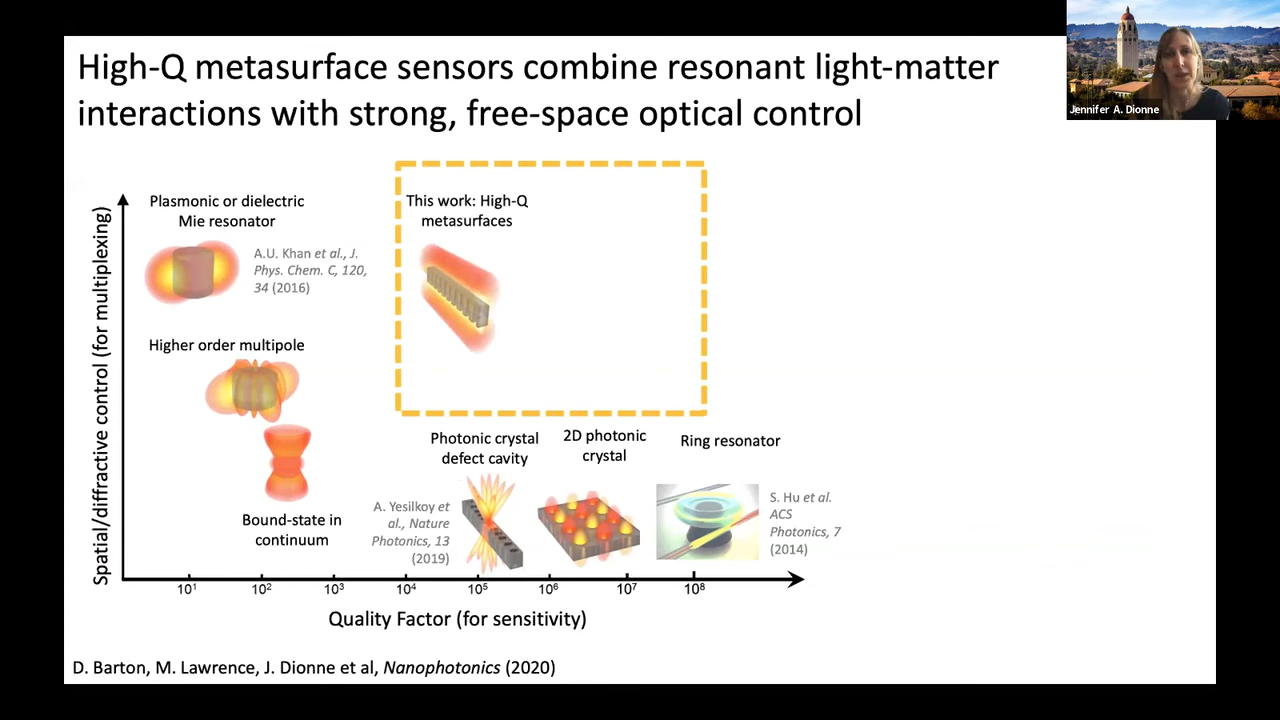 High-Q metasurface sensors combine resonant light-matter
interactions with strong, free-space optical control
Jennifer A. Dionne
Spatial/diffractive control (for multiplexing)
Plasmonic or dielectric
Mie resonator
A.U. Khan et al., J.
Phys. Chem. C, 120,
34 (2016)
This work: High-Q
metasurfaces
Higher order multipole
Bound-state in
continuum
Photonic crystal
defect cavity
A. Yesilkoy et
al., Nature
Photonics, 13
(2019)
2D photonic
crystal
Ring resonator
S. Hu et al.
ACS
Photonics, 7
(2014)
10¹ 10² 10³ 10⁴ 10⁵ 10⁶ 10⁷ 10⁸
Quality Factor (for sensitivity)
D. Barton, M. Lawrence, J. Dionne et al, Nanophotonics (2020)